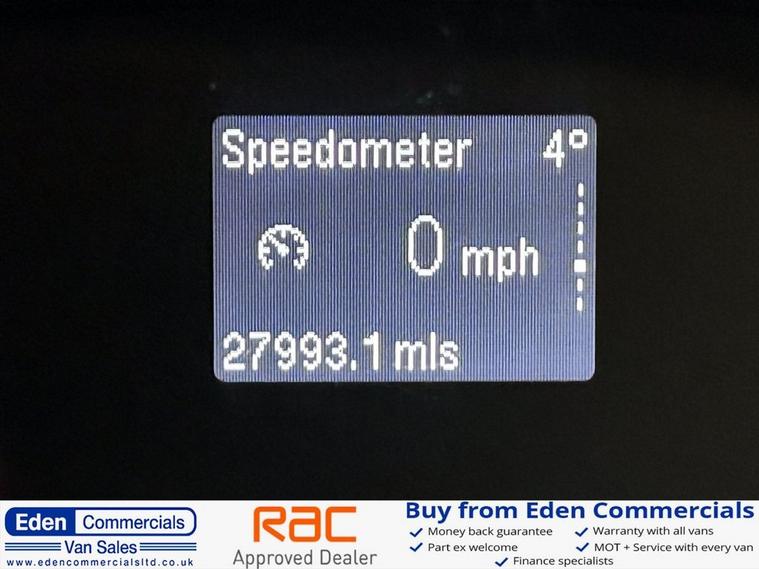 Speedometer 4°
0 mph
27993.1 mls
Eden Commercials
Van Sales
www.edencommercialsltd.co.uk
RAC
Approved Dealer
Buy from Eden Commercials
Money back guarantee Warranty with all vans
Part ex welcome MOT + Service with every van
Finance specialists